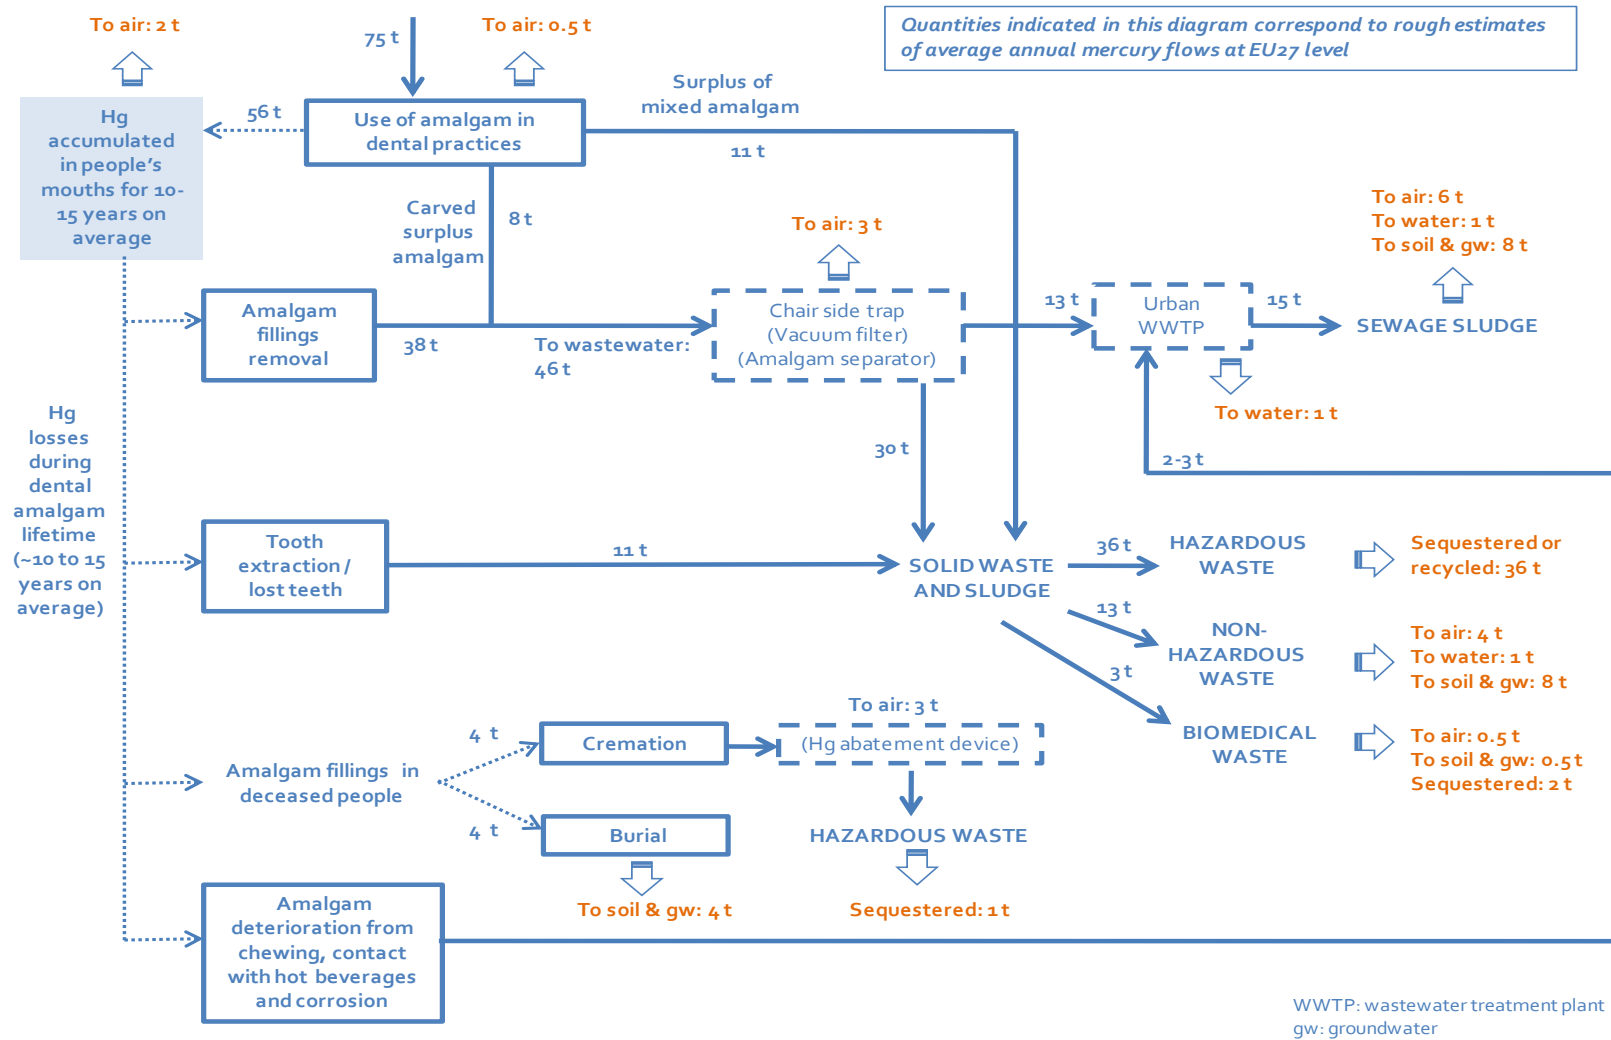 To air: 2 t
75 t
To air: 0.5 t
Quantities indicated in this diagram correspond to rough estimates
of average annual mercury flows at EU27 level
Hg
accumulated
in people's
mouths for 10-
15 years on
average
56 t
Use of amalgam in
dental practices
Surplus of
mixed amalgam
11 t
Carved
surplus
amalgam
8 t
To air: 3 t
To air: 6 t
To water: 1 t
To soil & gw: 8 t
Amalgam
fillings
removal
38 t
To wastewater:
46 t
Chair side trap
(Vacuum filter)
(Amalgam separator)
13 t
Urban
WWTP
15 t
SEWAGE SLUDGE
To water: 1 t
30 t
2-3 t
Hg
losses
during
dental
amalgam
lifetime
(~10 to 15
years on
average)
Tooth
extraction /
lost teeth
11 t
SOLID WASTE
AND SLUDGE
36 t
HAZARDOUS
WASTE
Sequestered or
recycled: 36 t
13 t
NON-
HAZARDOUS
WASTE
To air: 4 t
To water: 1 t
To soil & gw: 8 t
3 t
BIOMEDICAL
WASTE
To air: 0.5 t
To soil & gw: 0.5 t
Sequestered: 2 t
Amalgam fillings in
deceased people
4 t
Cremation
To air: 3 t
(Hg abatement device)
4 t
Burial
HAZARDOUS WASTE
To soil & gw: 4 t
Sequestered: 1 t
Amalgam
deterioration from
chewing, contact
with hot beverages
and corrosion
WWTP: wastewater treatment plant
gw: groundwater